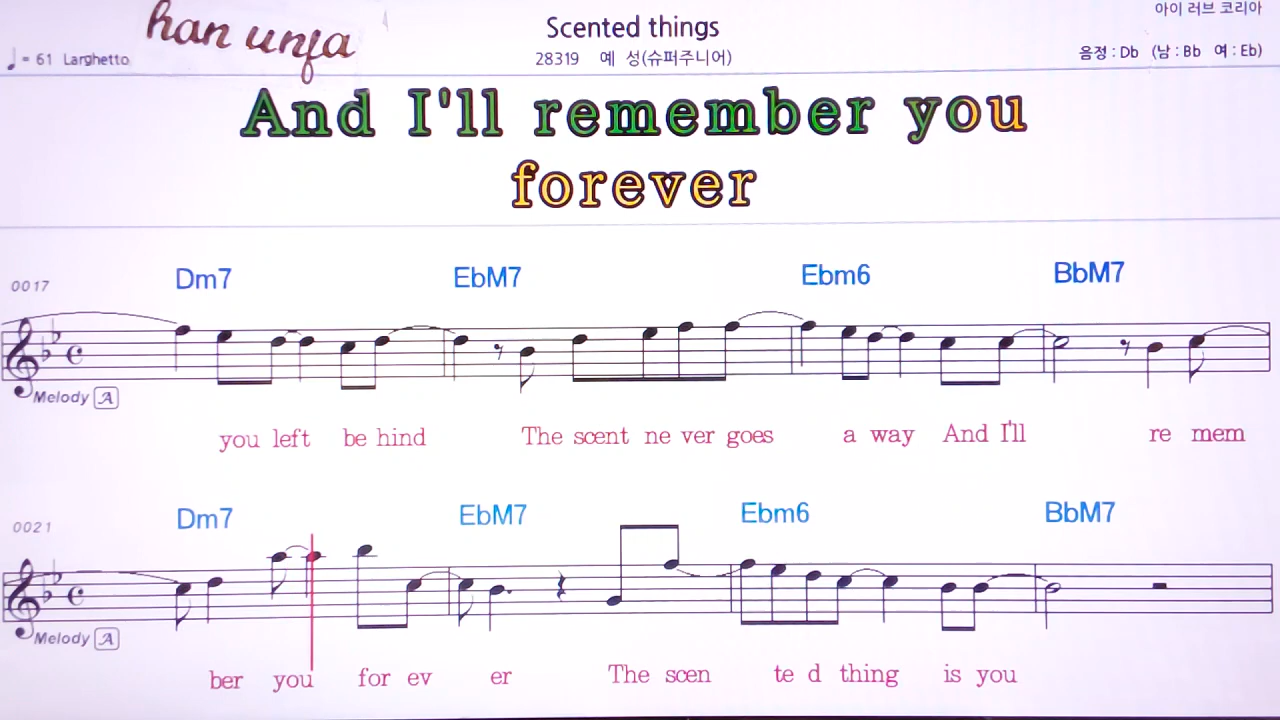 han unja
Scented things
아이 러브 코리아
♩= 61 Larghetto
28319 예 성(슈퍼주니어)
음정 : Db (남 : Bb 여 : Eb)
And I'll remember you
forever
0017 Dm7 EbM7 Ebm6 BbM7
Melody A
you left be hind The scent ne ver goes a way And I'll re mem
0021 Dm7 EbM7 Ebm6 BbM7
Melody A
ber you for ev er The scen te d thing is you